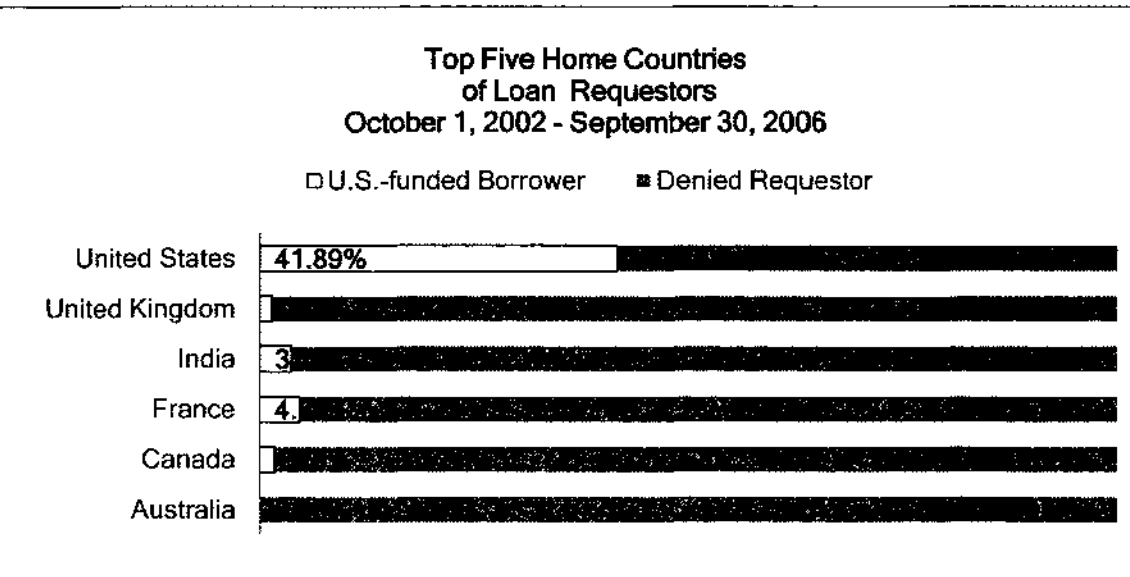 Top Five Home Countries
of Loan Requestors
October 1, 2002 - September 30, 2006
U.S.-funded Borrower Denied Requestor
United States 41.89%
United Kingdom
India 3
France 4.
Canada
Australia